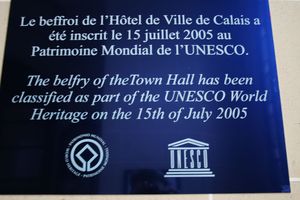 Le beffroi de l'Hôtel de Ville de Calais a
été inscrit le 15 juillet 2005 au
Patrimoine Mondial de l'UNESCO.
The belfry of theTown Hall has been
classified as part of the UNESCO World
Heritage on the 15th of July 2005